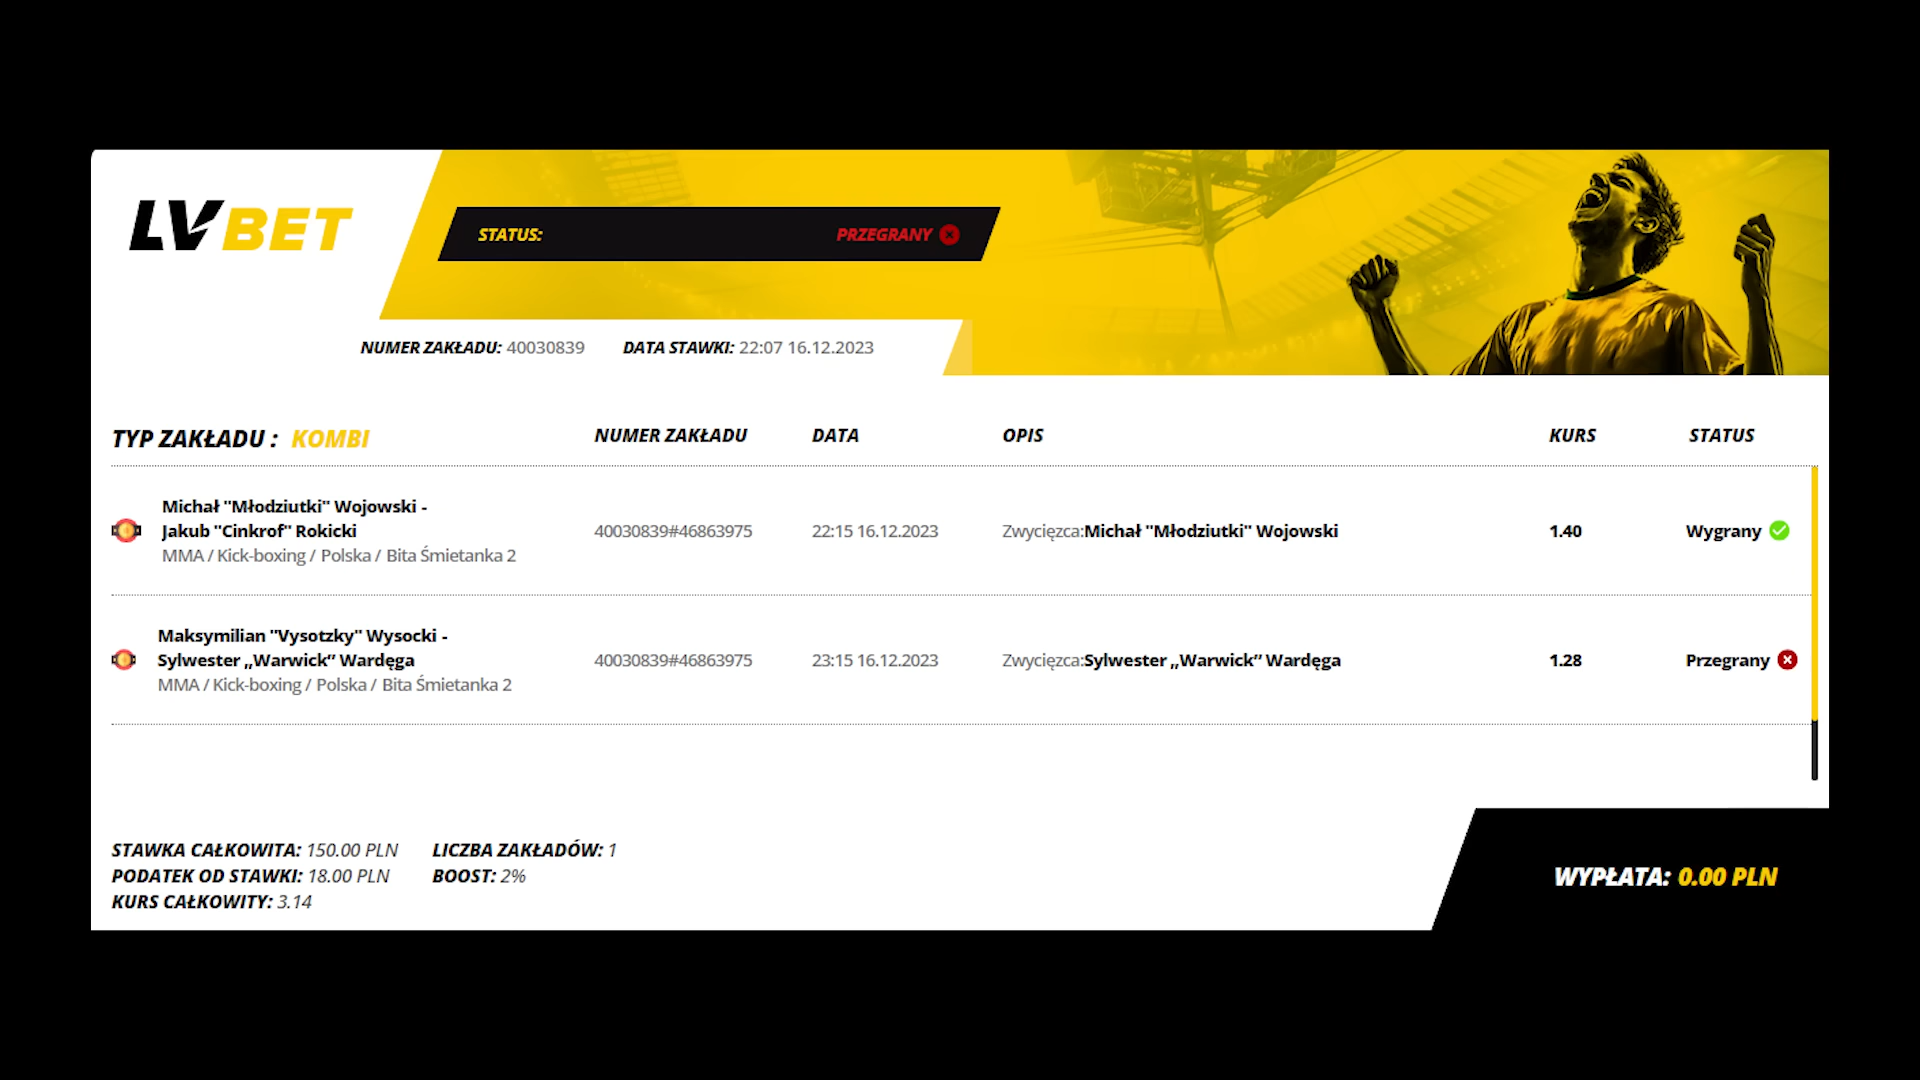 LVBET
STATUS: PRZEGRANY
NUMER ZAKŁADU: 40030839 DATA STAWKI: 22:07 16.12.2023
TYP ZAKŁADU : KOMBI NUMER ZAKŁADU DATA OPIS KURS STATUS
Michał "Młodziutki" Wojowski -
Jakub "Cinkrof" Rokicki
MMA / Kick-boxing / Polska / Bita Śmietanka 2
40030839#46863975 22:15 16.12.2023 Zwycięzca:Michał "Młodziutki" Wojowski 1.40 Wygrany
Maksymilian "Vysotzky" Wysocki -
Sylwester „Warwick” Wardęga
MMA / Kick-boxing / Polska / Bita Śmietanka 2
40030839#46863975 23:15 16.12.2023 Zwycięzca:Sylwester „Warwick” Wardęga 1.28 Przegrany
STAWKA CAŁKOWITA: 150.00 PLN LICZBA ZAKŁADÓW: 1
PODATEK OD STAWKI: 18.00 PLN BOOST: 2%
KURS CAŁKOWITY: 3.14
WYPŁATA: 0.00 PLN